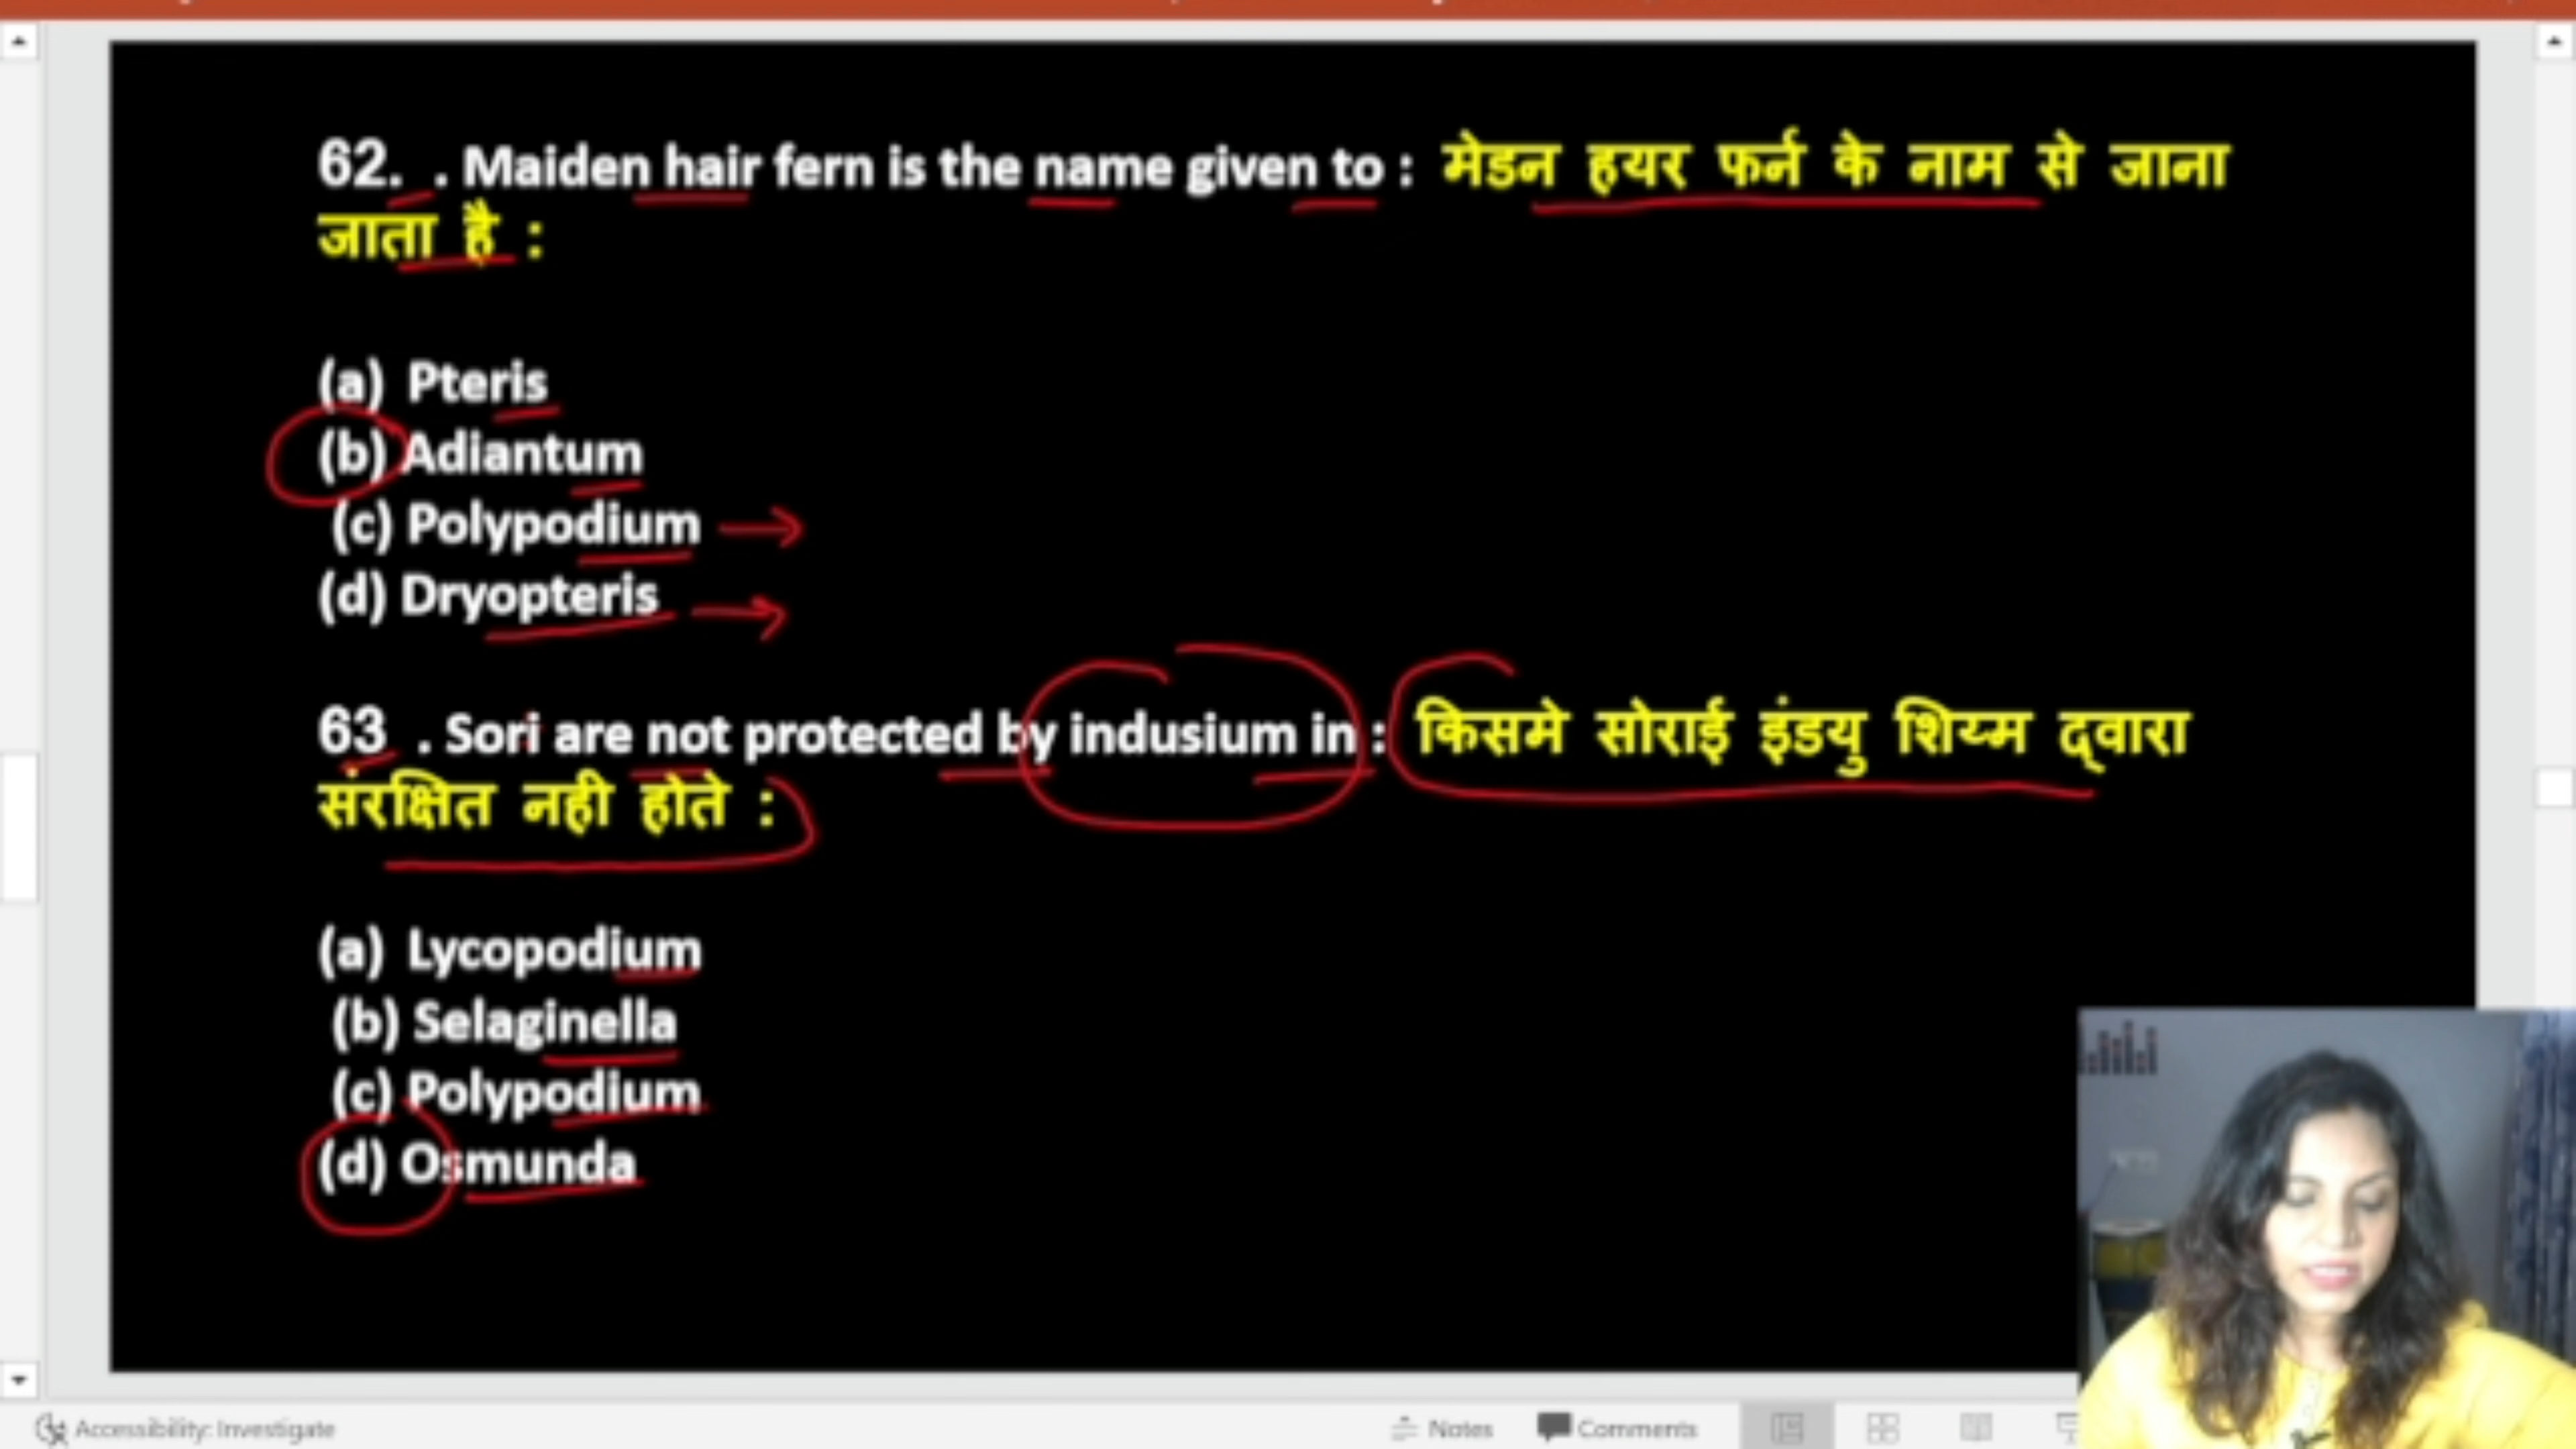 62. . Maiden hair fern is the name given to : मेडन हयर फर्न के नाम से जाना
जाता है :
(a) Pteris
(b) Adiantum
(c) Polypodium
(d) Dryopteris
63 . Sori are not protected by indusium in : किसमे सोराई इंडयु शिय्म द्वारा
संरक्षित नही होते :
(a) Lycopodium
(b) Selaginella
(c) Polypodium
(d) Osmunda
Accessibility: Investigate
Notes
Comments